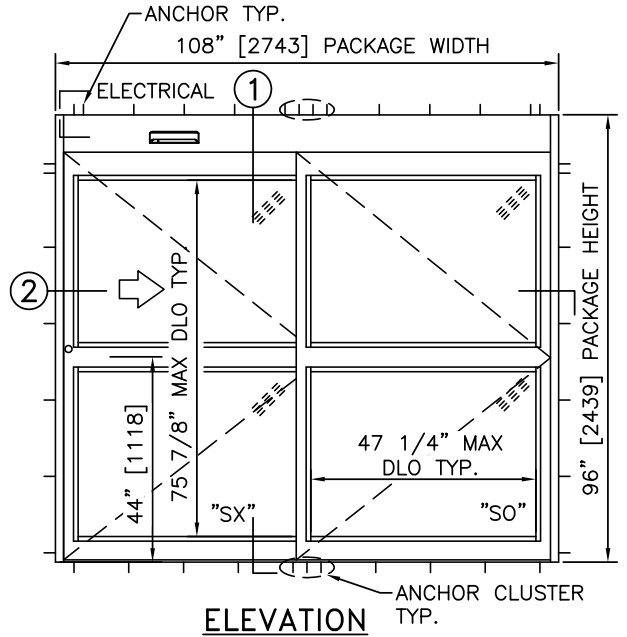 ANCHOR TYP.
108" [2743] PACKAGE WIDTH
ELECTRICAL
1
2
75 7/8" MAX DLO TYP.
44" [1118]
47 1/4" MAX
DLO TYP.
"SX"
"SO"
96" [2439] PACKAGE HEIGHT
ANCHOR CLUSTER
TYP.
ELEVATION